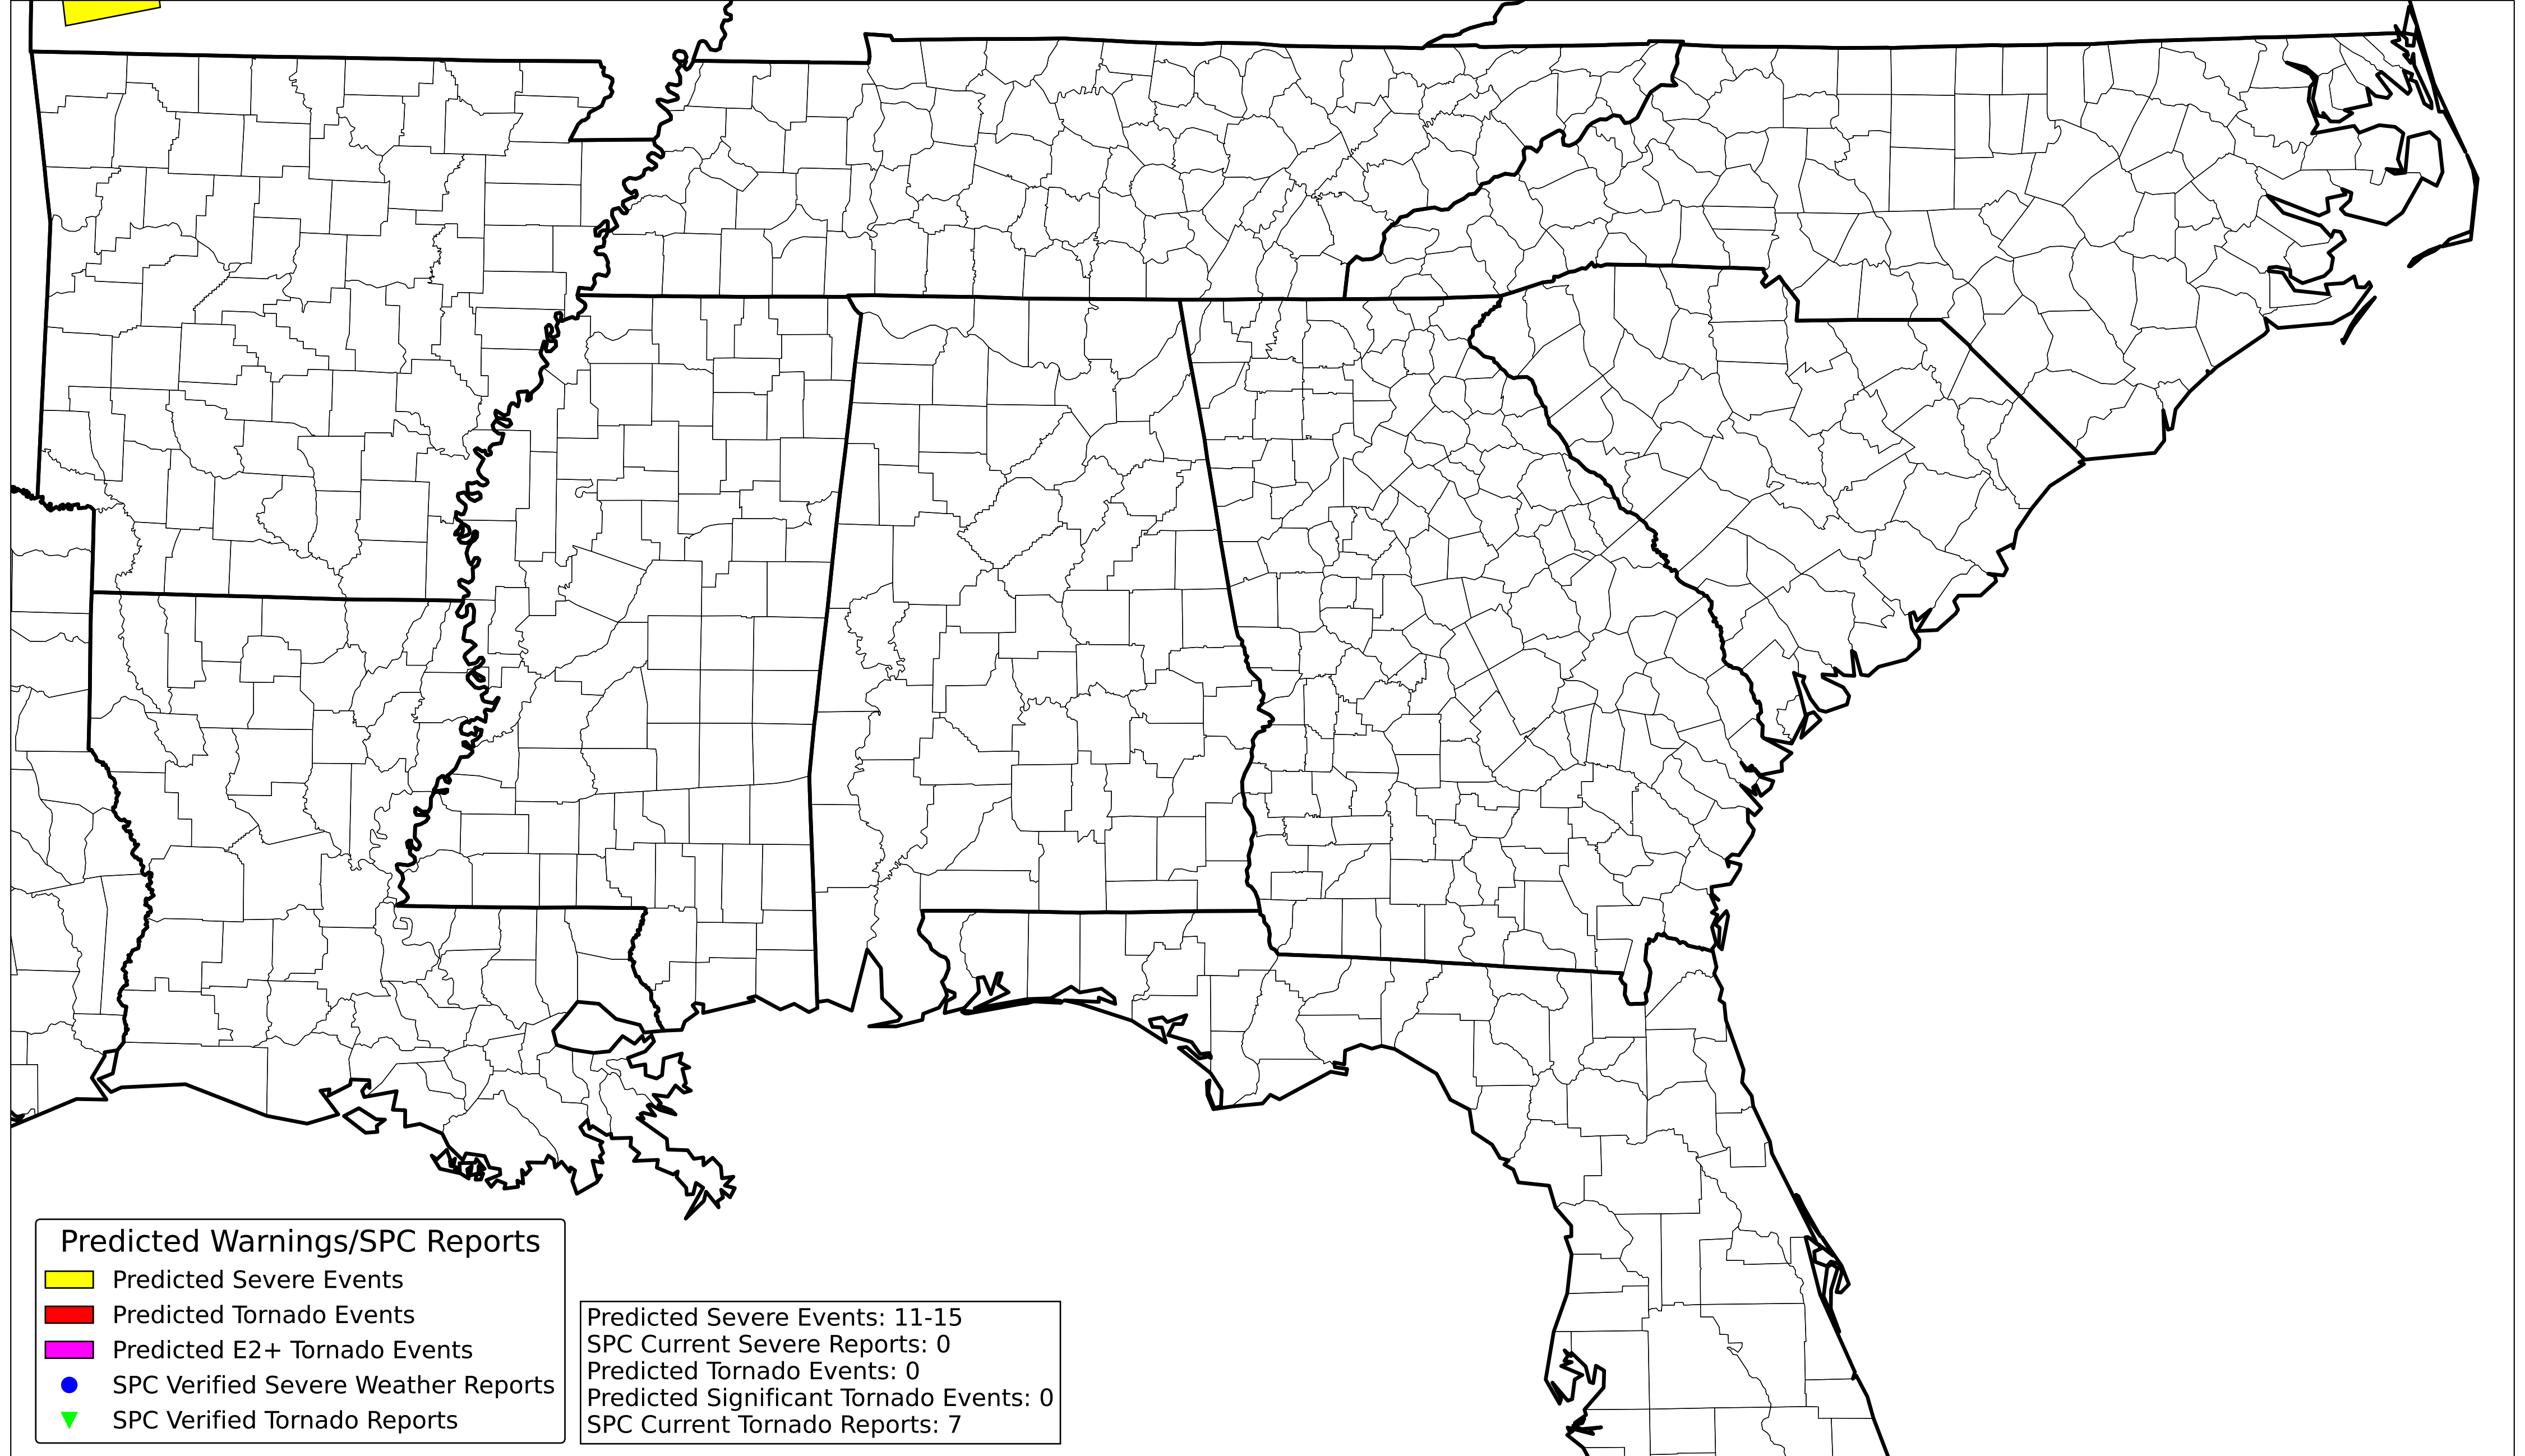 Predicted Warnings/SPC Reports
Predicted Severe Events
Predicted Tornado Events
Predicted E2+ Tornado Events
SPC Verified Severe Weather Reports
SPC Verified Tornado Reports
Predicted Severe Events: 11-15
SPC Current Severe Reports: 0
Predicted Tornado Events: 0
Predicted Significant Tornado Events: 0
SPC Current Tornado Reports: 7